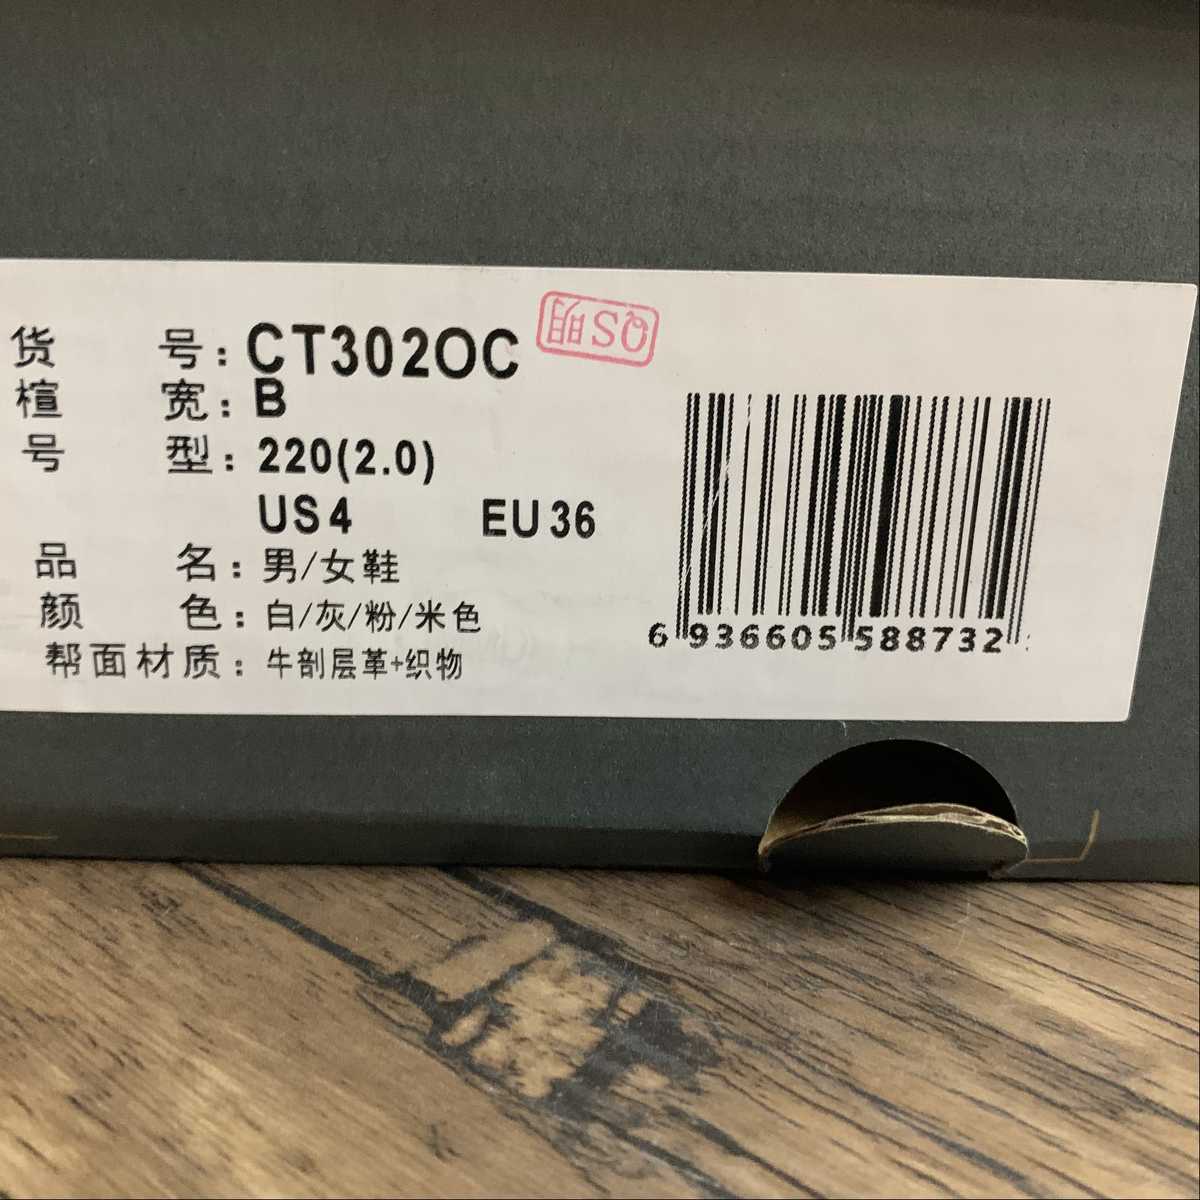 货 号：CT302OC
楦 宽：B
号 型：220(2.0)
US4 EU36
品 名：男/女鞋
颜 色：白/灰/粉/米色
帮面材质：牛剖层革+织物
6 936605 588732